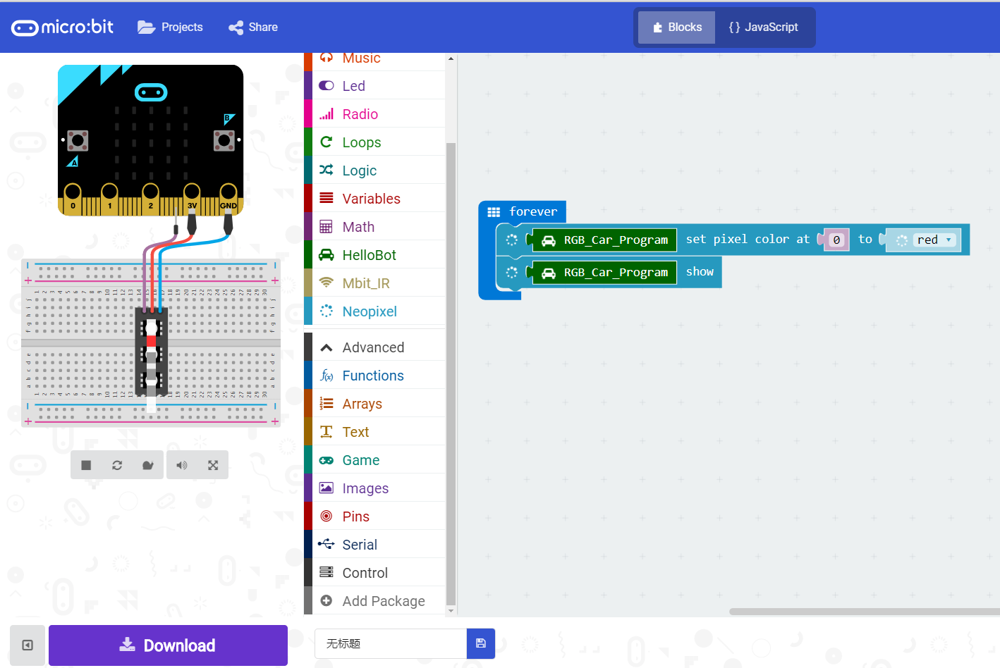 micro:bit Projects Share Blocks {} JavaScript
B
A
0 1 2 3V GND
Music
Led
Radio
Loops
Logic
Variables
Math
HelloBot
Mbit_IR
Neopixel
Advanced
f(x) Functions
Arrays
Text
Game
Images
Pins
Serial
Control
Add Package
forever
RGB_Car_Program set pixel color at 0 to red
RGB_Car_Program show
Download
无标题